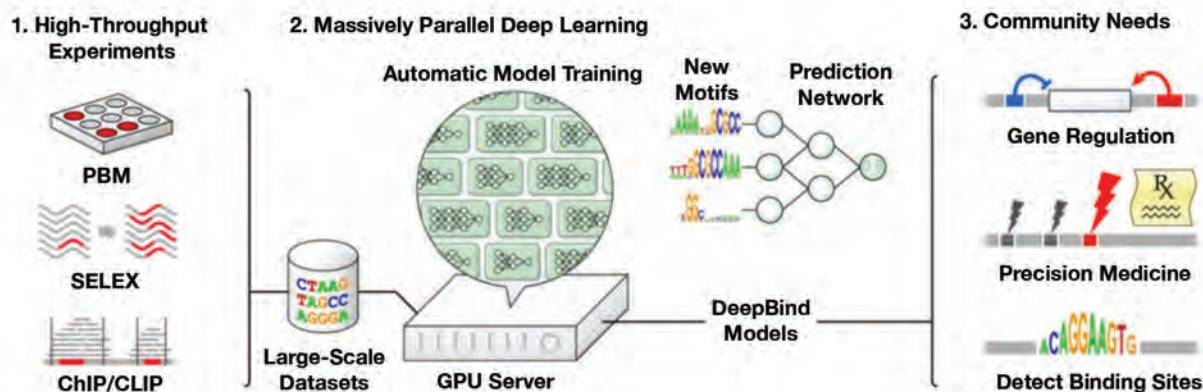 1. High-Throughput
Experiments
PBM
SELEX
ChIP/CLIP
2. Massively Parallel Deep Learning
Automatic Model Training
New
Motifs
Prediction
Network
CTAAG
TAGCC
AGGGA
Large-Scale
Datasets
GPU Server
DeepBind
Models
3. Community Needs
Gene Regulation
Rx
Precision Medicine
ACAGGAAGTG
Detect Binding Sites